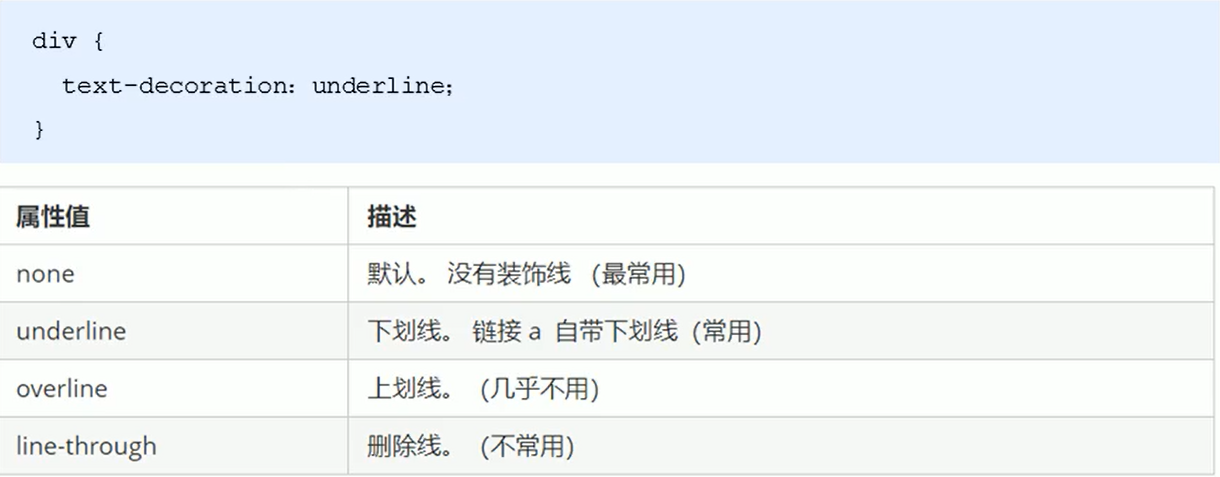 div {
text-decoration：underline；
}
属性值 描述
none 默认。 没有装饰线 (最常用)
underline 下划线。 链接 a 自带下划线 (常用)
overline 上划线。 (几乎不用)
line-through 删除线。 (不常用)